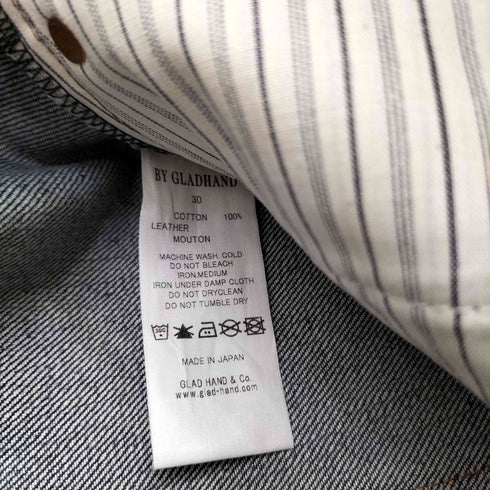 BY GLADHAND
30
COTTON 100%
LEATHER
MOUTON
MACHINE WASH, COLD
DO NOT BLEACH
IRON,MEDIUM
IRON UNDER DAMP CLOTH
DO NOT DRYCLEAN
DO NOT TUMBLE DRY
MADE IN JAPAN
GLAD HAND & Co.
www.glad-hand.com